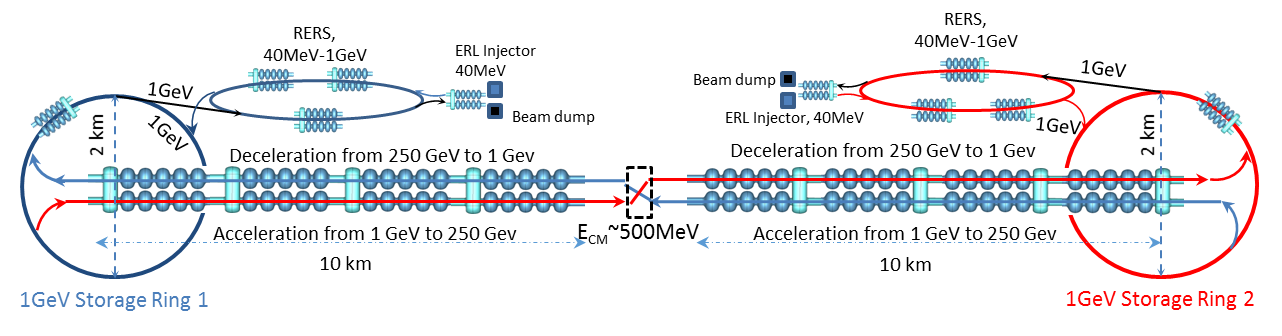 RERS,
40MeV-1GeV
ERL Injector
40MeV
Beam dump
1GeV
1GeV
2 km
Deceleration from 250 GeV to 1 Gev
Acceleration from 1 GeV to 250 Gev
10 km
1GeV Storage Ring 1
E_CM~500MeV
RERS,
40MeV-1GeV
Beam dump
ERL Injector, 40MeV
1GeV
1GeV
2 km
Deceleration from 250 GeV to 1 Gev
Acceleration from 1 GeV to 250 Gev
10 km
1GeV Storage Ring 2